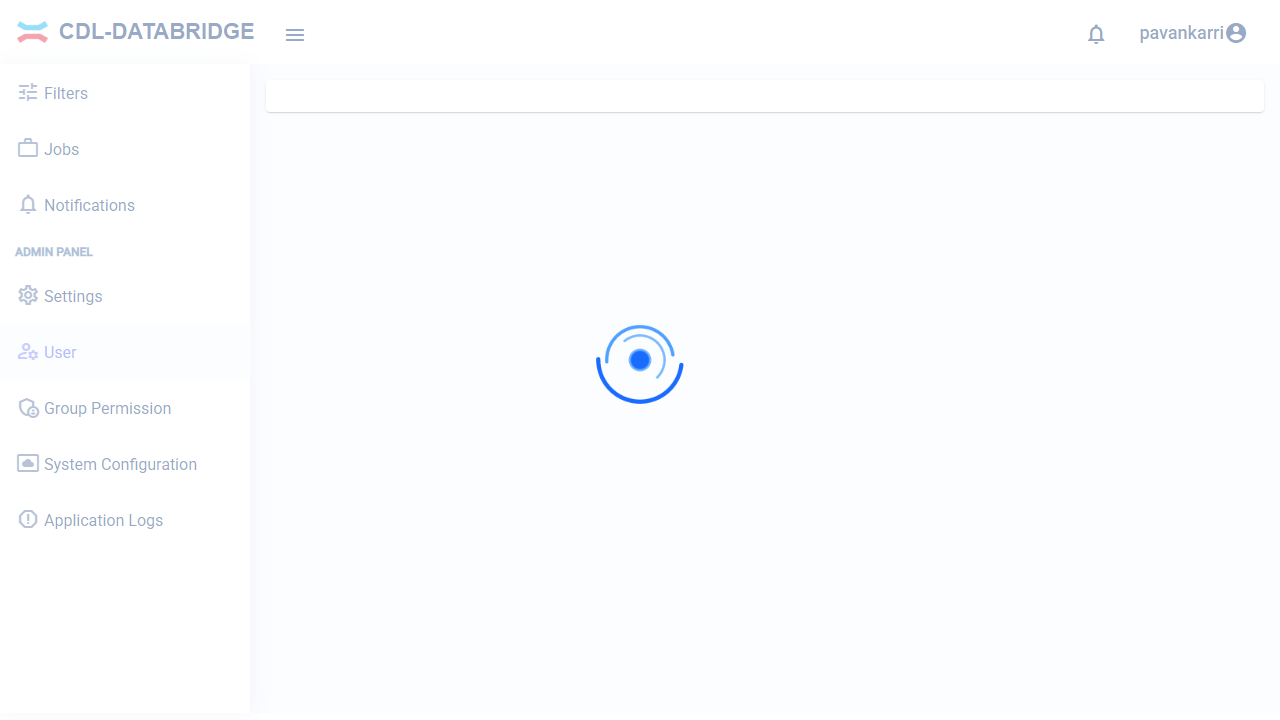 CDL-DATABRIDGE
pavankarri
Filters
Jobs
Notifications
ADMIN PANEL
Settings
User
Group Permission
System Configuration
Application Logs